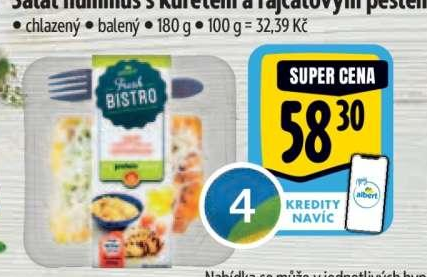 Salát hummus s kuřetem a rajčatovým pestem
• chlazený • balený • 180 g • 100 g = 32,39 Kč
Fresh
BISTRO
protein
SUPER CENA
58 30
4
KREDITY
NAVÍC
albert
Nabídka se může v jednotlivých